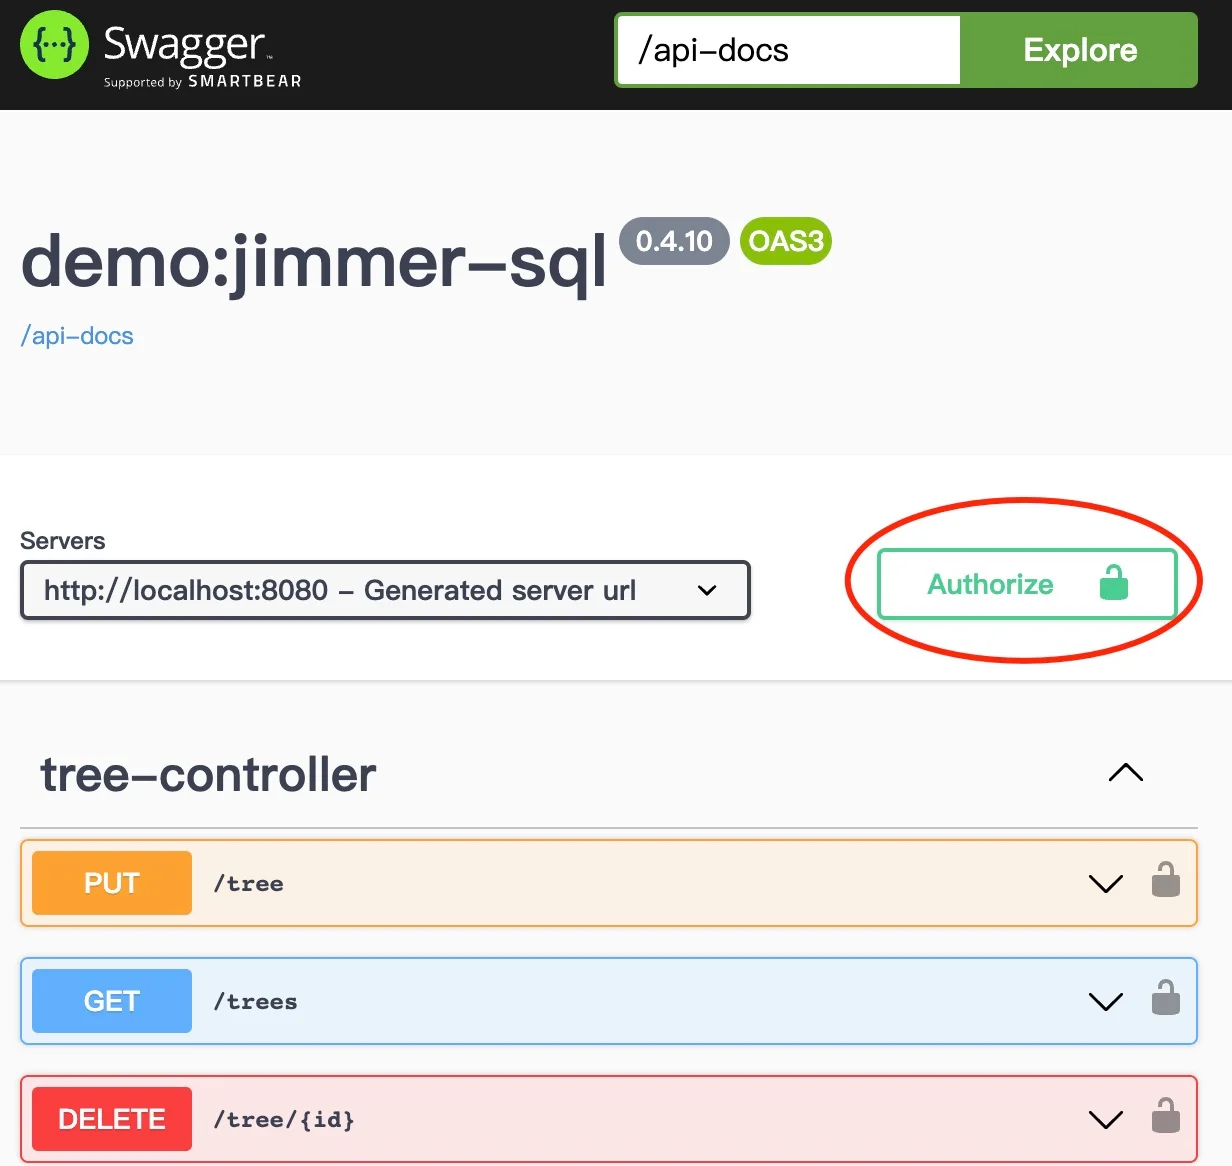 {···} Swagger™
Supported by SMARTBEAR
/api-docs
Explore
demo:jimmer-sql 0.4.10 OAS3
/api-docs
Servers
http://localhost:8080 - Generated server url
Authorize
tree-controller
PUT /tree
GET /trees
DELETE /tree/{id}